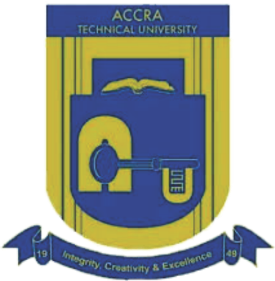 ACCRA
TECHNICAL UNIVERSITY
19 Integrity, Creativity & Excellence 49